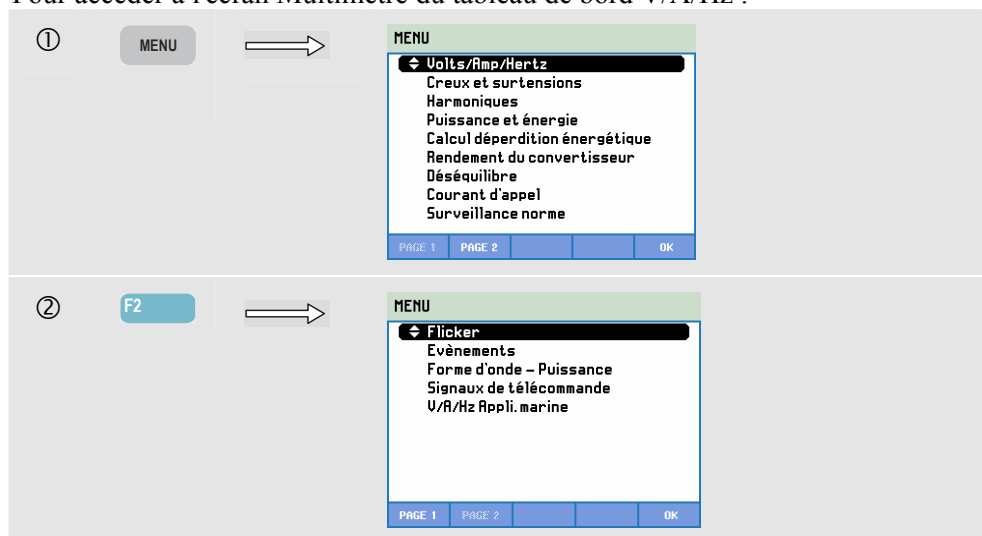 Pour accéder à l'écran Multimètre du tableau de bord V/A/Hz :
① MENU
MENU
Volts/Amp/Hertz
Creux et surtensions
Harmoniques
Puissance et énergie
Calcul déperdition énergétique
Rendement du convertisseur
Déséquilibre
Courant d'appel
Surveillance norme
PAGE 1 PAGE 2 OK
② F2
MENU
Flicker
Evènements
Forme d'onde – Puissance
Signaux de télécommande
V/A/Hz Appli. marine
PAGE 1 PAGE 2 OK